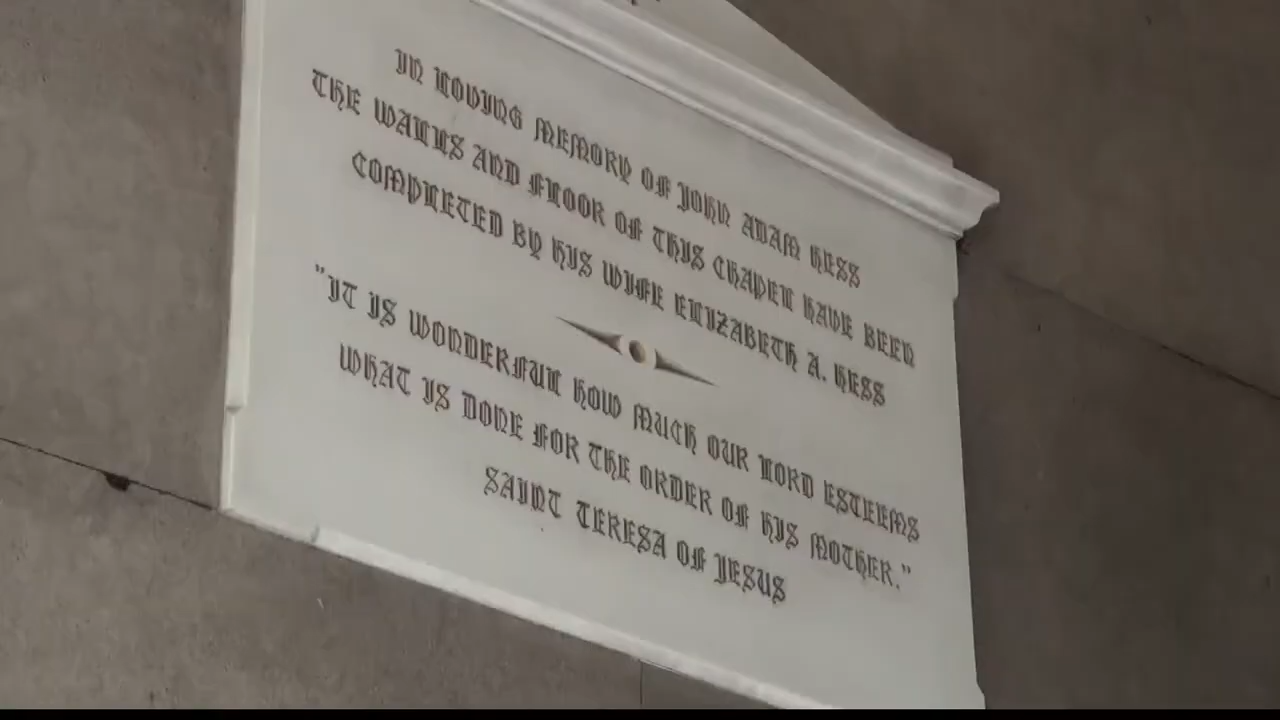 IN LOVING MEMORY OF JOHN ADAM HESS
THE WALLS AND FLOOR OF THIS CHAPEL HAVE BEEN
COMPLETED BY HIS WIFE ELIZABETH A. HESS
"IT IS WONDERFUL HOW MUCH OUR LORD ESTEEMS
WHAT IS DONE FOR THE ORDER OF HIS MOTHER."
SAINT TERESA OF JESUS